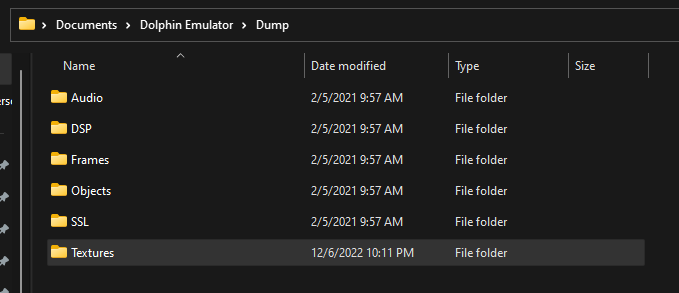 Documents > Dolphin Emulator > Dump
Name Date modified Type Size
Audio 2/5/2021 9:57 AM File folder
DSP 2/5/2021 9:57 AM File folder
Frames 2/5/2021 9:57 AM File folder
Objects 2/5/2021 9:57 AM File folder
SSL 2/5/2021 9:57 AM File folder
Textures 12/6/2022 10:11 PM File folder